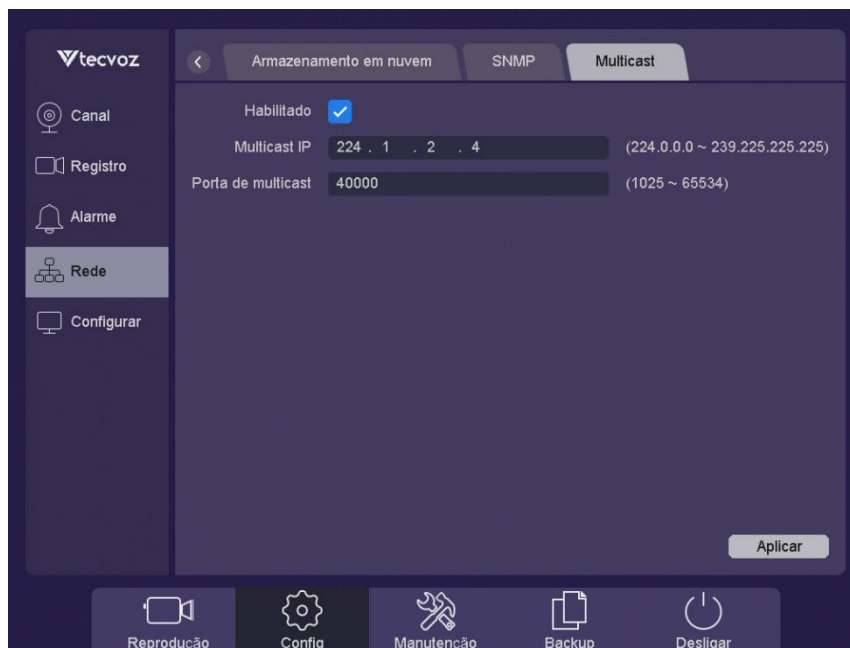 tecvoz
Armazenamento em nuvem SNMP Multicast
Canal
Registro
Alarme
Rede
Configurar
Habilitado
Multicast IP 224 . 1 . 2 . 4 (224.0.0.0 ~ 239.225.225.225)
Porta de multicast 40000 (1025 ~ 65534)
Aplicar
Reprodução Config Manutenção Backup Desligar